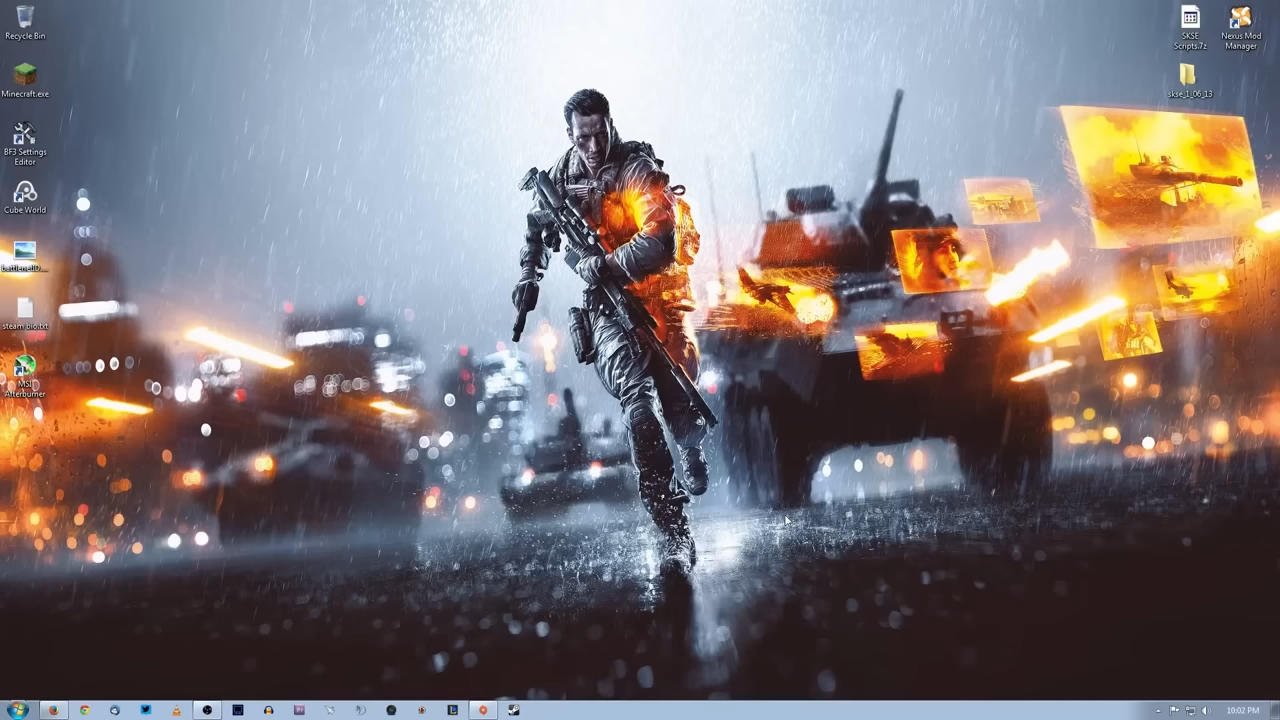 Recycle Bin
Minecraft.exe
BF3 Settings
Editor
Cube World
battlenetID...
steam bio.txt
MSI
Afterburner
SKSE
Scripts.7z
Nexus Mod
Manager
skse_1_06_13
10:02 PM